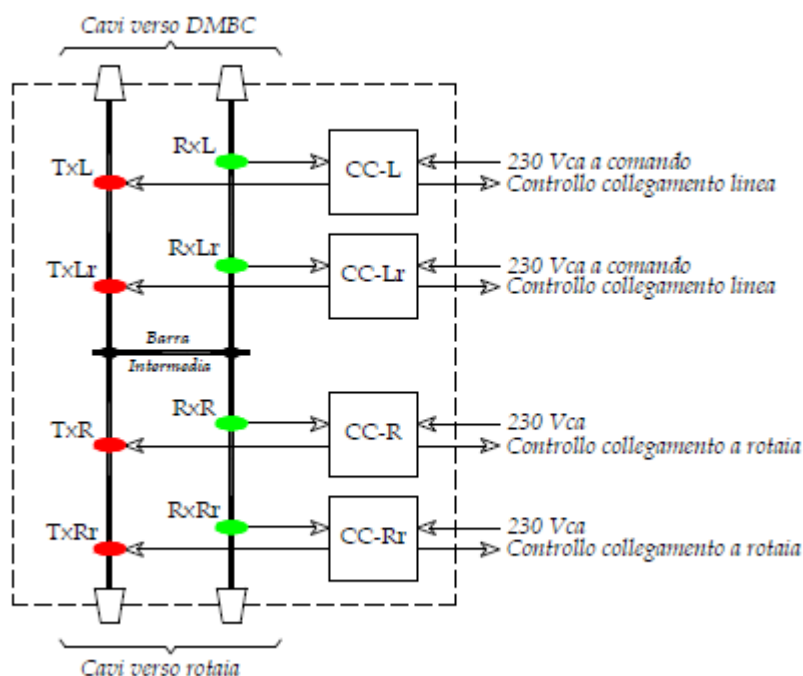 Cavi verso DMBC
RxL
TxL
CC-L
230 Vca a comando
Controllo collegamento linea
RxLr
TxLr
CC-Lr
230 Vca a comando
Controllo collegamento linea
Barra
Intermedia
RxR
TxR
CC-R
230 Vca
Controllo collegamento a rotaia
RxRr
TxRr
CC-Rr
230 Vca
Controllo collegamento a rotaia
Cavi verso rotaia